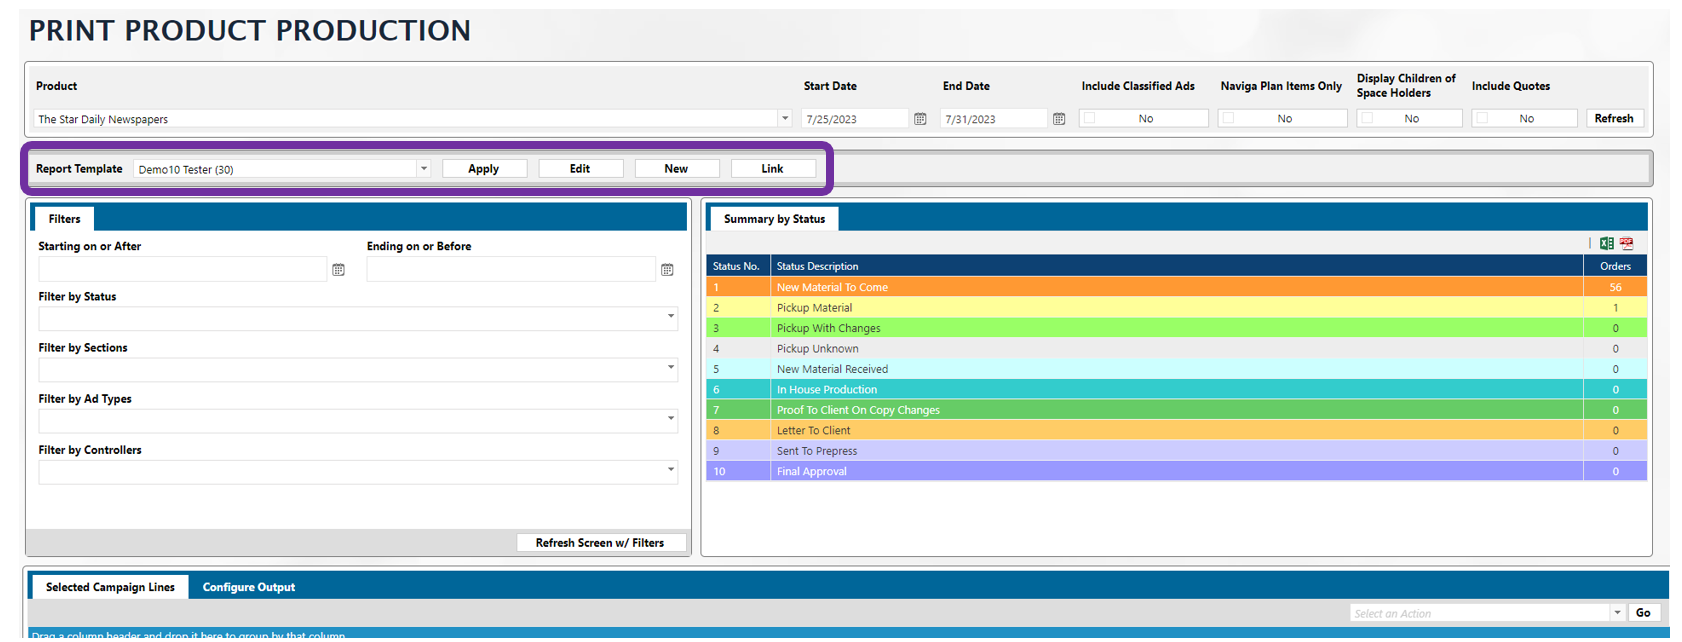 PRINT PRODUCT PRODUCTION
Product Start Date End Date Include Classified Ads Naviga Plan Items Only Display Children of Space Holders Include Quotes
The Star Daily Newspapers 7/25/2023 7/31/2023 No No No No Refresh
Report Template Demo10 Tester (30) Apply Edit New Link
Filters
Starting on or After Ending on or Before
Filter by Status
Filter by Sections
Filter by Ad Types
Filter by Controllers
Refresh Screen w/ Filters
Summary by Status
Status No. Status Description Orders
1 New Material To Come 56
2 Pickup Material 1
3 Pickup With Changes 0
4 Pickup Unknown 0
5 New Material Received 0
6 In House Production 0
7 Proof To Client On Copy Changes 0
8 Letter To Client 0
9 Sent To Prepress 0
10 Final Approval 0
Selected Campaign Lines Configure Output
Select an Action Go
Drag a column header and drop it here to group by that column